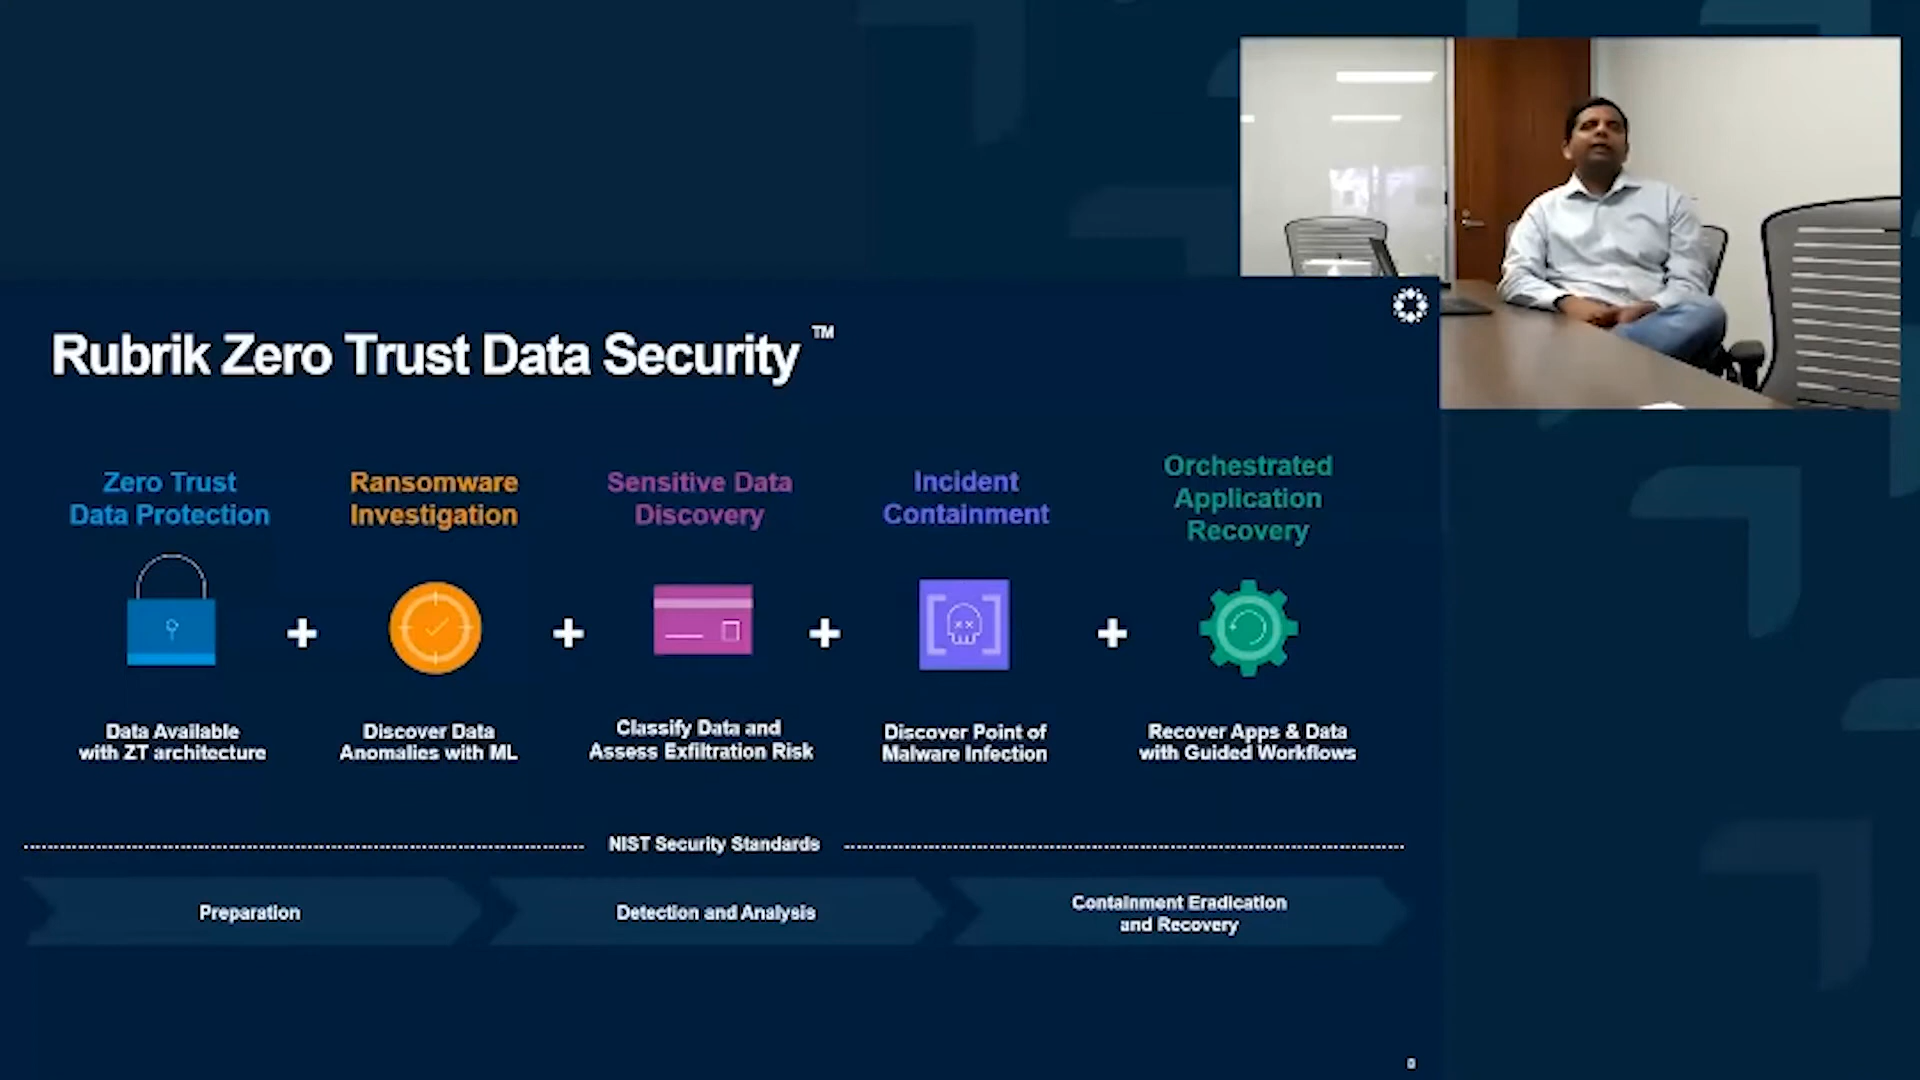 Rubrik Zero Trust Data Security ™
Zero Trust
Data Protection
Ransomware
Investigation
Sensitive Data
Discovery
Incident
Containment
Orchestrated
Application
Recovery
Data Available
with ZT architecture
Discover Data
Anomalies with ML
Classify Data and
Assess Exfiltration Risk
Discover Point of
Malware Infection
Recover Apps & Data
with Guided Workflows
NIST Security Standards
Preparation
Detection and Analysis
Containment Eradication
and Recovery